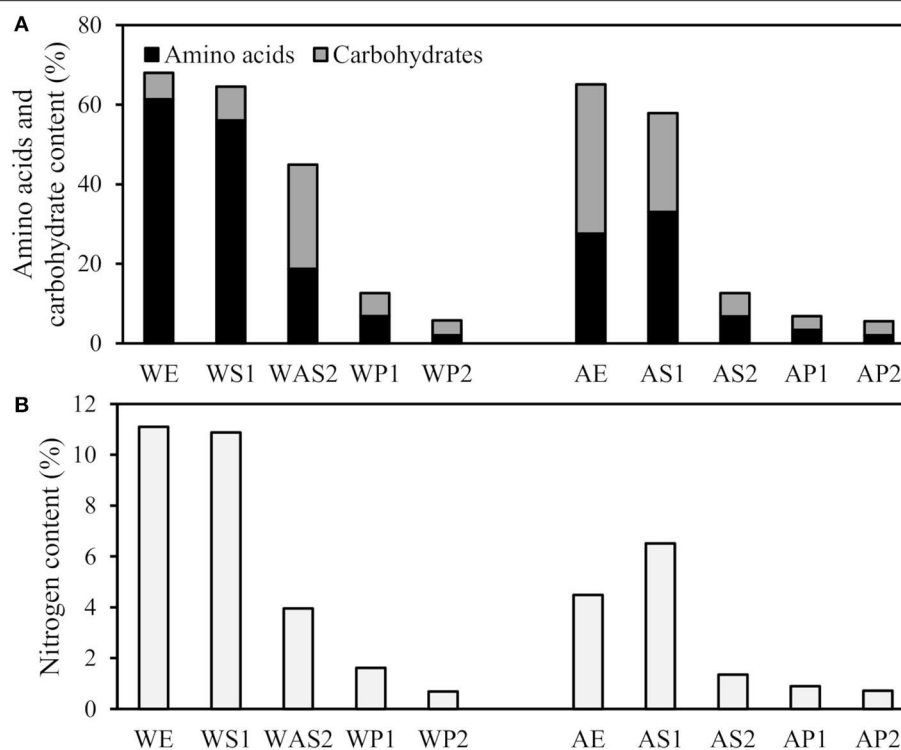 A
80
60
40
20
0
Amino acids and
carbohydrate content (%)
Amino acids Carbohydrates
WE WS1 WAS2 WP1 WP2 AE AS1 AS2 AP1 AP2
B
12
10
8
6
4
2
0
Nitrogen content (%)
WE WS1 WAS2 WP1 WP2 AE AS1 AS2 AP1 AP2